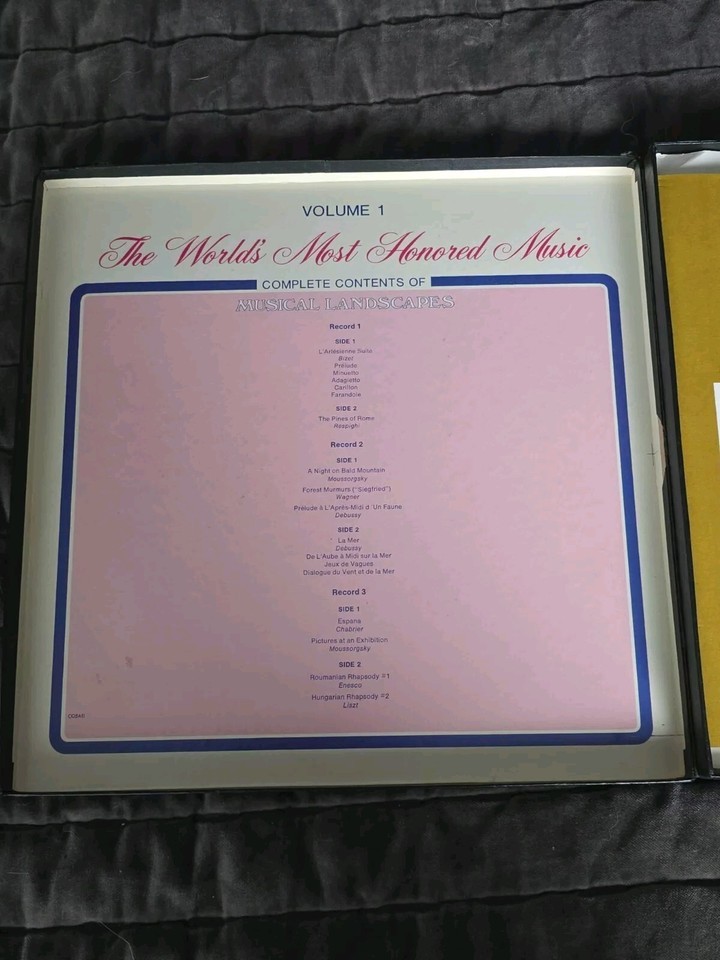 VOLUME 1
The World's Most Honored Music
COMPLETE CONTENTS OF
MUSICAL LANDSCAPES
Record 1
SIDE 1
L'Arlésienne Suite
Bizet
Prélude
Minuetto
Adagietto
Carillon
Farandole
SIDE 2
The Pines of Rome
Respighi
Record 2
SIDE 1
A Night on Bald Mountain
Moussorgsky
Forest Murmurs ("Siegfried")
Wagner
Prélude à L'Après-Midi d'Un Faune
Debussy
SIDE 2
La Mer
Debussy
De L'Aube à Midi sur la Mer
Jeux de Vagues
Dialogue du Vent et de la Mer
Record 3
SIDE 1
Espana
Chabrier
Pictures at an Exhibition
Moussorgsky
SIDE 2
Roumanian Rhapsody #1
Enesco
Hungarian Rhapsody #2
Liszt